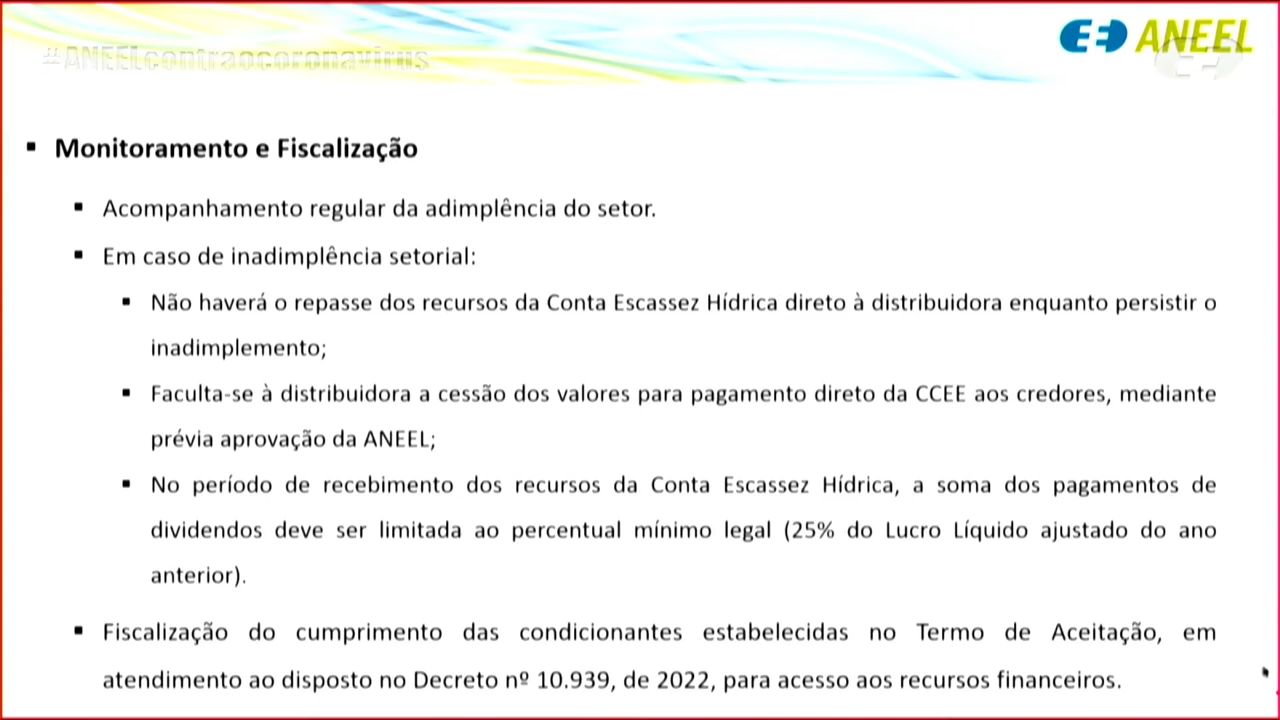 #ANEELcontraocoronavirus
ANEEL
Monitoramento e Fiscalização
Acompanhamento regular da adimplência do setor.
Em caso de inadimplência setorial:
Não haverá o repasse dos recursos da Conta Escassez Hídrica direto à distribuidora enquanto persistir o
inadimplemento;
Faculta-se à distribuidora a cessão dos valores para pagamento direto da CCEE aos credores, mediante
prévia aprovação da ANEEL;
No período de recebimento dos recursos da Conta Escassez Hídrica, a soma dos pagamentos de
dividendos deve ser limitada ao percentual mínimo legal (25% do Lucro Líquido ajustado do ano
anterior).
Fiscalização do cumprimento das condicionantes estabelecidas no Termo de Aceitação, em
atendimento ao disposto no Decreto nº 10.939, de 2022, para acesso aos recursos financeiros.